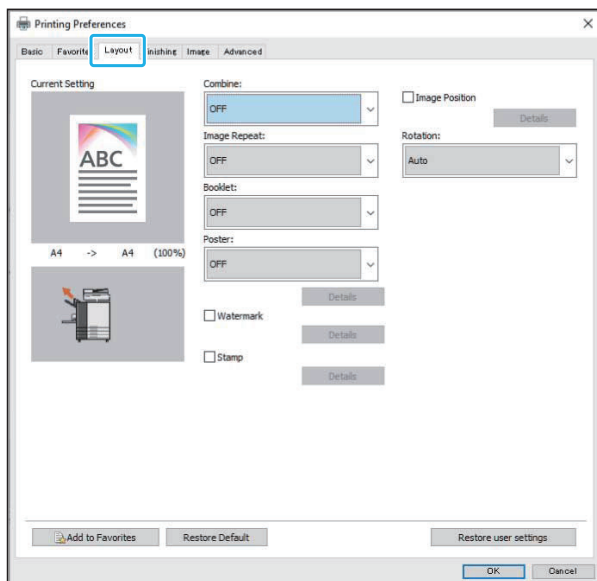 Printing Preferences
Basic Favorite Layout inishing Image Advanced
Current Setting
ABC
A4 -> A4 (100%)
Combine:
OFF
Image Repeat:
OFF
Booklet:
OFF
Poster:
OFF
Details
Watermark
Details
Stamp
Details
Image Position
Details
Rotation:
Auto
Add to Favorites Restore Default Restore user settings
OK Cancel